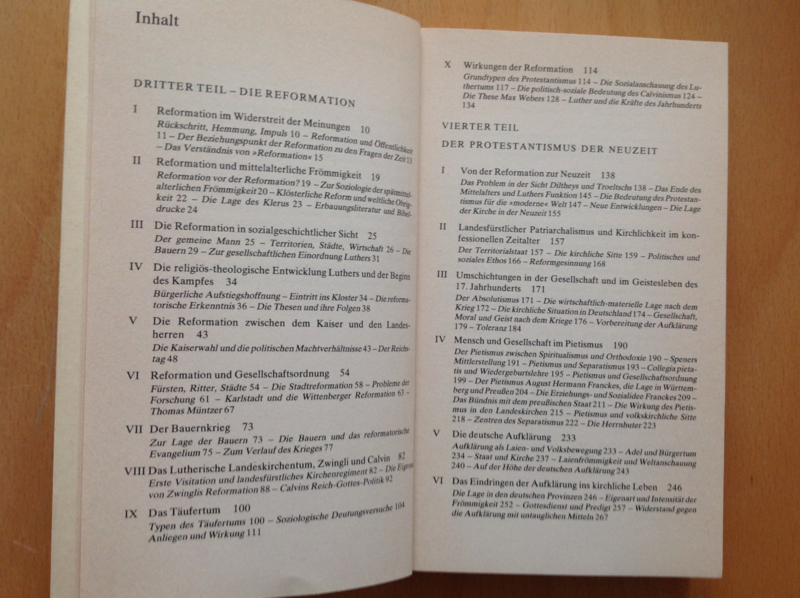 Inhalt
DRITTER TEIL – DIE REFORMATION
I Reformation im Widerstreit der Meinungen 10
Rückschritt, Hemmung, Impuls 10 – Reformation und Öffentlichkeit
11 – Der Beziehungspunkt der Reformation zu den Fragen der Zeit 13
– Das Verständnis von »Reformation« 15
II Reformation und mittelalterliche Frömmigkeit 19
Reformation vor der Reformation? 19 – Zur Soziologie der spätmittel-
alterlichen Frömmigkeit 20 – Klösterliche Reform und weltliche Obrig-
keit 22 – Die Lage des Klerus 23 – Erbauungsliteratur und Bibel-
drucke 24
III Die Reformation in sozialgeschichtlicher Sicht 25
Der gemeine Mann 25 – Territorien, Städte, Wirtschaft 26 – Die
Bauern 29 – Zur gesellschaftlichen Einordnung Luthers 31
IV Die religiös-theologische Entwicklung Luthers und der Beginn
des Kampfes 34
Bürgerliche Aufstiegshoffnung – Eintritt ins Kloster 34 – Die reforma-
torische Erkenntnis 36 – Die Thesen und ihre Folgen 38
V Die Reformation zwischen dem Kaiser und den Landes-
herren 43
Die Kaiserwahl und die politischen Machtverhältnisse 43 – Der Reichs-
tag 48
VI Reformation und Gesellschaftsordnung 54
Fürsten, Ritter, Städte 54 – Die Stadtreformation 58 – Probleme der
Forschung 61 – Karlstadt und die Wittenberger Reformation 63 –
Thomas Müntzer 67
VII Der Bauernkrieg 73
Zur Lage der Bauern 73 – Die Bauern und das reformatorische
Evangelium 75 – Zum Verlauf des Krieges 77
VIII Das Lutherische Landeskirchentum, Zwingli und Calvin 82
Erste Visitation und landesfürstliches Kirchenregiment 82 – Die Eigenart
von Zwinglis Reformation 88 – Calvins Reich-Gottes-Politik 92
IX Das Täufertum 100
Typen des Täufertums 100 – Soziologische Deutungsversuche 104
Anliegen und Wirkung 111
X Wirkungen der Reformation 114
Grundtypen des Protestantismus 114 – Die Sozialanschauung des Lu-
thertums 117 – Die politisch-soziale Bedeutung des Calvinismus 124 –
Die These Max Webers 128 – Luther und die Kräfte des Jahrhunderts
134
VIERTER TEIL
DER PROTESTANTISMUS DER NEUZEIT
I Von der Reformation zur Neuzeit 138
Das Problem in der Sicht Diltheys und Troeltschs 138 – Das Ende des
Mittelalters und Luthers Funktion 145 – Die Bedeutung des Protestan-
tismus für die »moderne« Welt 147 – Neue Entwicklungen – Die Lage
der Kirche in der Neuzeit 155
II Landesfürstlicher Patriarchalismus und Kirchlichkeit im kon-
fessionellen Zeitalter 157
Der Territorialstaat 157 – Die kirchliche Sitte 159 – Politisches und
soziales Ethos 166 – Reformgesinnung 168
III Umschichtungen in der Gesellschaft und im Geistesleben des
17. Jahrhunderts 171
Der Absolutismus 171 – Die wirtschaftlich-materielle Lage nach dem
Krieg 172 – Die kirchliche Situation in Deutschland 174 – Gesellschaft,
Moral und Geist nach dem Kriege 176 – Vorbereitung der Aufklärung
179 – Toleranz 184
IV Mensch und Gesellschaft im Pietismus 190
Der Pietismus zwischen Spiritualismus und Orthodoxie 190 – Speners
Mittlerstellung 191 – Pietismus und Separatismus 193 – Collegia pieta-
tis und Wiedergeburtslehre 195 – Pietismus und Gesellschaftsordnung
199 – Der Pietismus August Hermann Franckes, die Lage in Württem-
berg und Preußen 204 – Die Erziehungs- und Sozialidee Franckes 209 –
Das Bündnis mit dem preußischen Staat 211 – Die Wirkung des Pietis-
mus in den Landeskirchen 215 – Pietismus und volkskirchliche Sitte
218 – Zentren des Separatismus 222 – Die Herrnhuter 223
V Die deutsche Aufklärung 233
Aufklärung als Laien- und Volksbewegung 233 – Adel und Bürgertum
234 – Staat und Kirche 237 – Laienfrömmigkeit und Weltanschauung
240 – Auf der Höhe der deutschen Aufklärung 243
VI Das Eindringen der Aufklärung ins kirchliche Leben 246
Die Lage in den deutschen Provinzen 246 – Eigenart und Intensität der
Frömmigkeit 252 – Gottesdienst und Predigt 257 – Widerstand gegen
die Aufklärung mit untauglichen Mitteln 267